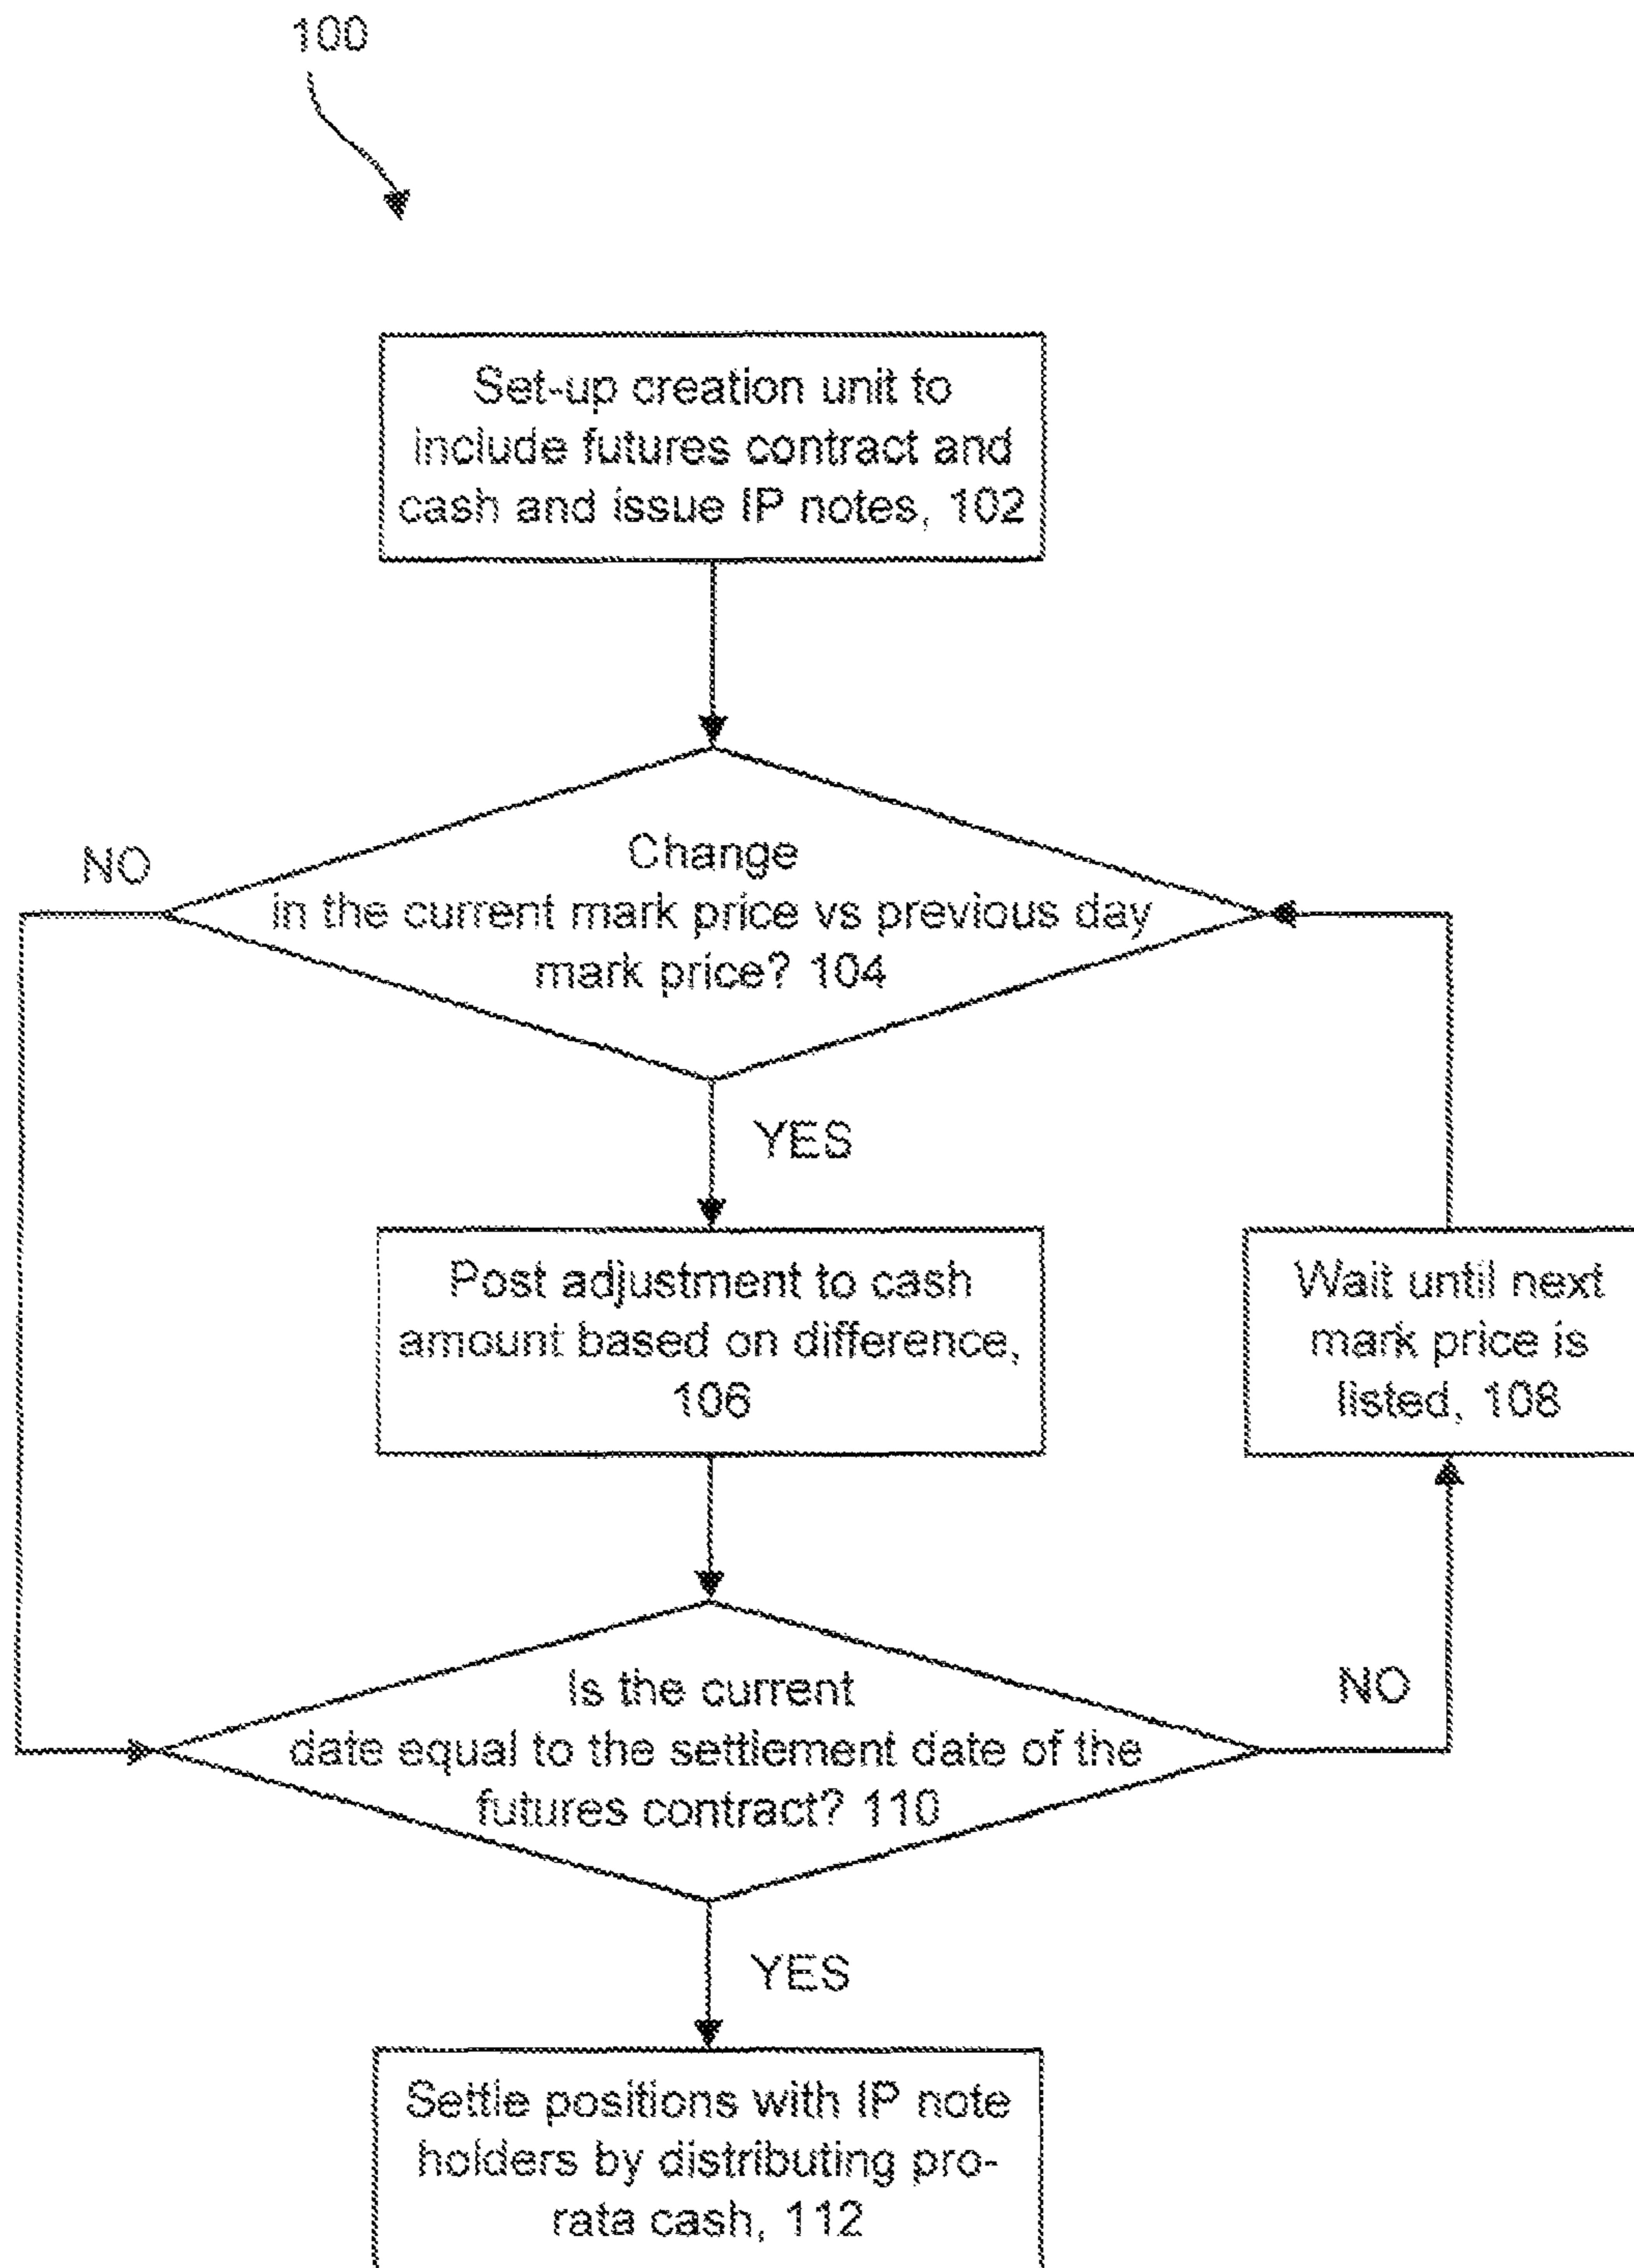 100
Set-up creation unit to
include futures contract and
cash and issue IP notes, 102
Change
in the current mark price vs previous day
mark price? 104
NO
YES
Post adjustment to cash
amount based on difference,
106
Wait until next
mark price is
listed, 108
Is the current
date equal to the settlement date of the
futures contract? 110
NO
YES
Settle positions with IP note
holders by distributing pro-
rata cash, 112